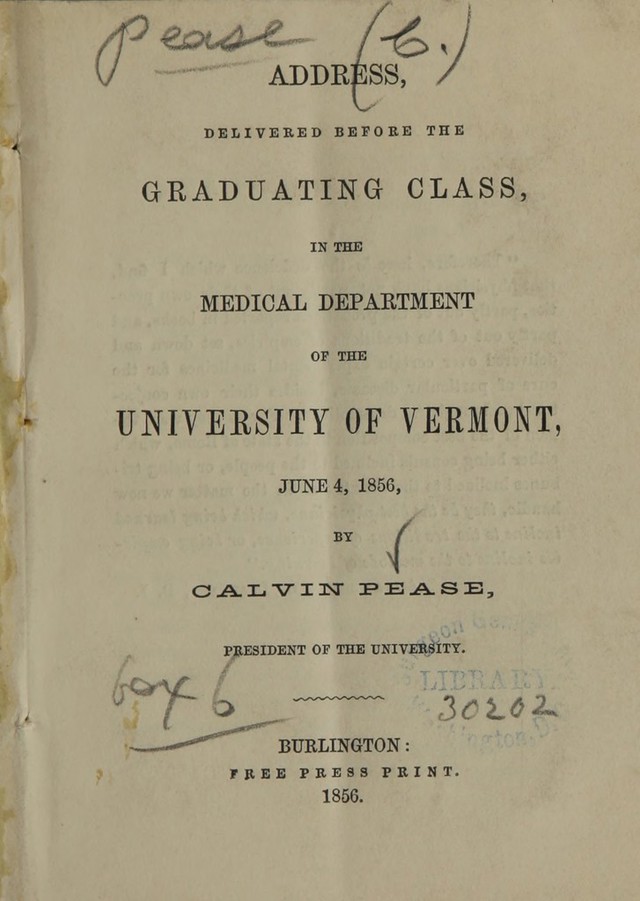 Pease (C.)
ADDRESS,
DELIVERED BEFORE THE
GRADUATING CLASS,
IN THE
MEDICAL DEPARTMENT
OF THE
UNIVERSITY OF VERMONT,
JUNE 4, 1856,
BY
CALVIN PEASE,
PRESIDENT OF THE UNIVERSITY.
LIBRARY
box 6
30202
BURLINGTON:
FREE PRESS PRINT.
1856.